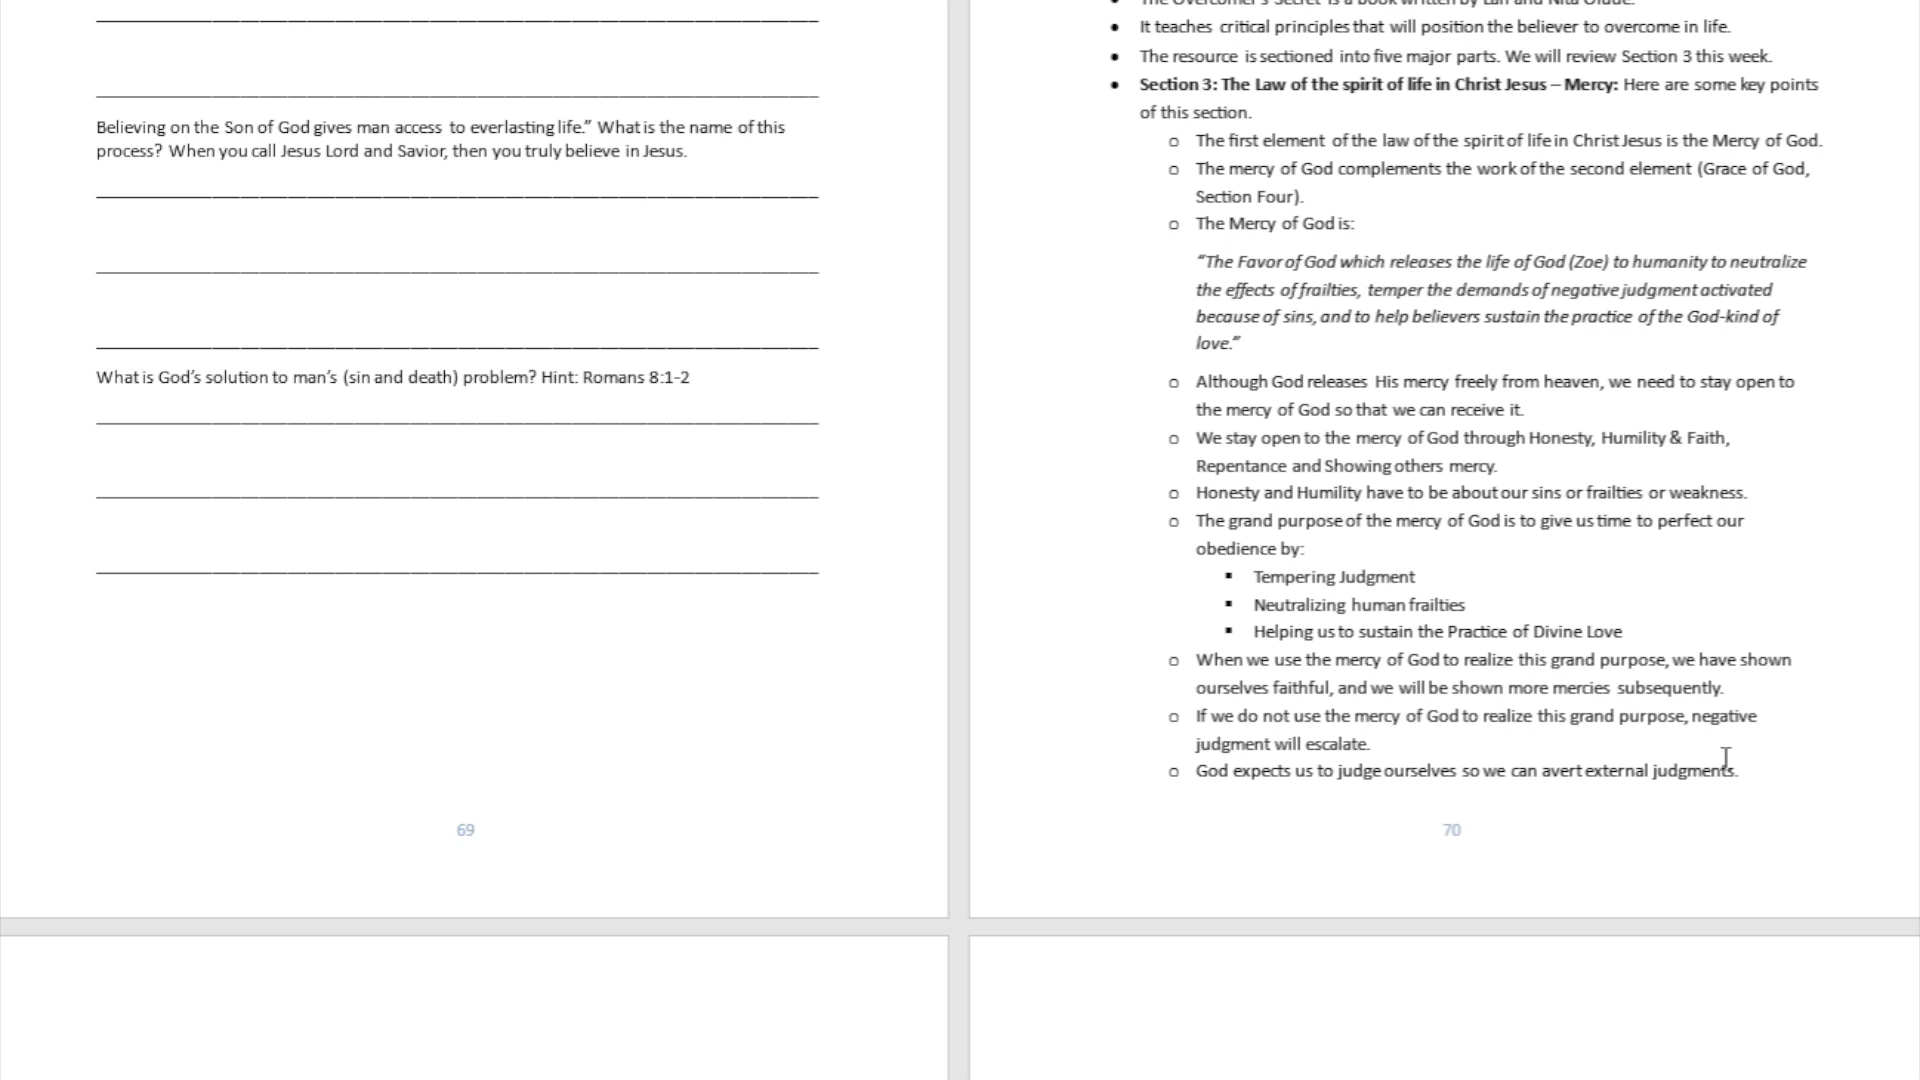 Believing on the Son of God gives man access to everlasting life.” What is the name of this
process? When you call Jesus Lord and Savior, then you truly believe in Jesus.
What is God’s solution to man’s (sin and death) problem? Hint: Romans 8:1-2
69
The Overcomer’s Secret is a book written by Lan and Nita Olude.
• It teaches critical principles that will position the believer to overcome in life.
• The resource is sectioned into five major parts. We will review Section 3 this week.
• Section 3: The Law of the spirit of life in Christ Jesus – Mercy: Here are some key points
of this section.
o The first element of the law of the spirit of life in Christ Jesus is the Mercy of God.
o The mercy of God complements the work of the second element (Grace of God,
Section Four).
o The Mercy of God is:
“The Favor of God which releases the life of God (Zoe) to humanity to neutralize
the effects of frailties, temper the demands of negative judgment activated
because of sins, and to help believers sustain the practice of the God-kind of
love.”
o Although God releases His mercy freely from heaven, we need to stay open to
the mercy of God so that we can receive it.
o We stay open to the mercy of God through Honesty, Humility & Faith,
Repentance and Showing others mercy.
o Honesty and Humility have to be about our sins or frailties or weakness.
o The grand purpose of the mercy of God is to give us time to perfect our
obedience by:
▪ Tempering Judgment
▪ Neutralizing human frailties
▪ Helping us to sustain the Practice of Divine Love
o When we use the mercy of God to realize this grand purpose, we have shown
ourselves faithful, and we will be shown more mercies subsequently.
o If we do not use the mercy of God to realize this grand purpose, negative
judgment will escalate.
o God expects us to judge ourselves so we can avert external judgments.
70